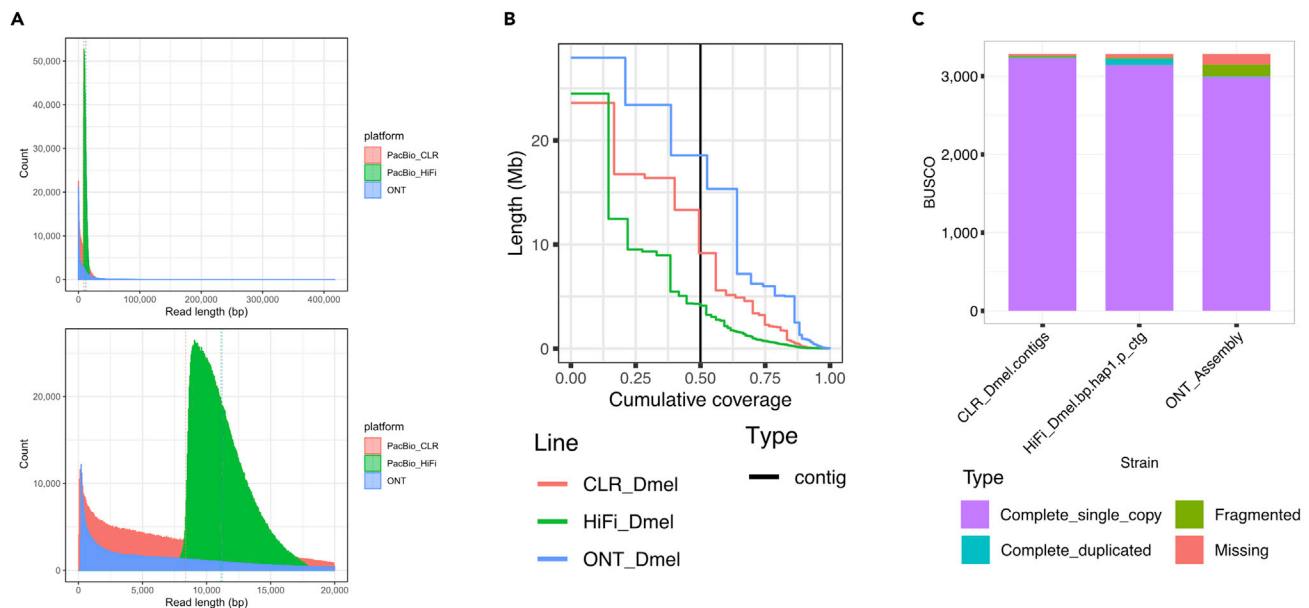 A
50,000
40,000
30,000
20,000
10,000
0
Count
0
100,000
200,000
300,000
400,000
Read length (bp)
platform
PacBio_CLR
PacBio_HiFi
ONT
20,000
10,000
0
Count
0
5,000
10,000
15,000
20,000
Read length (bp)
platform
PacBio_CLR
PacBio_HiFi
ONT
B
20
10
0
Length (Mb)
0.00
0.25
0.50
0.75
1.00
Cumulative coverage
Line
CLR_Dmel
HiFi_Dmel
ONT_Dmel
Type
contig
C
3,000
2,000
1,000
0
BUSCO
CLR_Dmel.contigs
HiFi_Dmel.bp.hap1.p_ctg
ONT_Assembly
Strain
Type
Complete_single_copy
Complete_duplicated
Fragmented
Missing